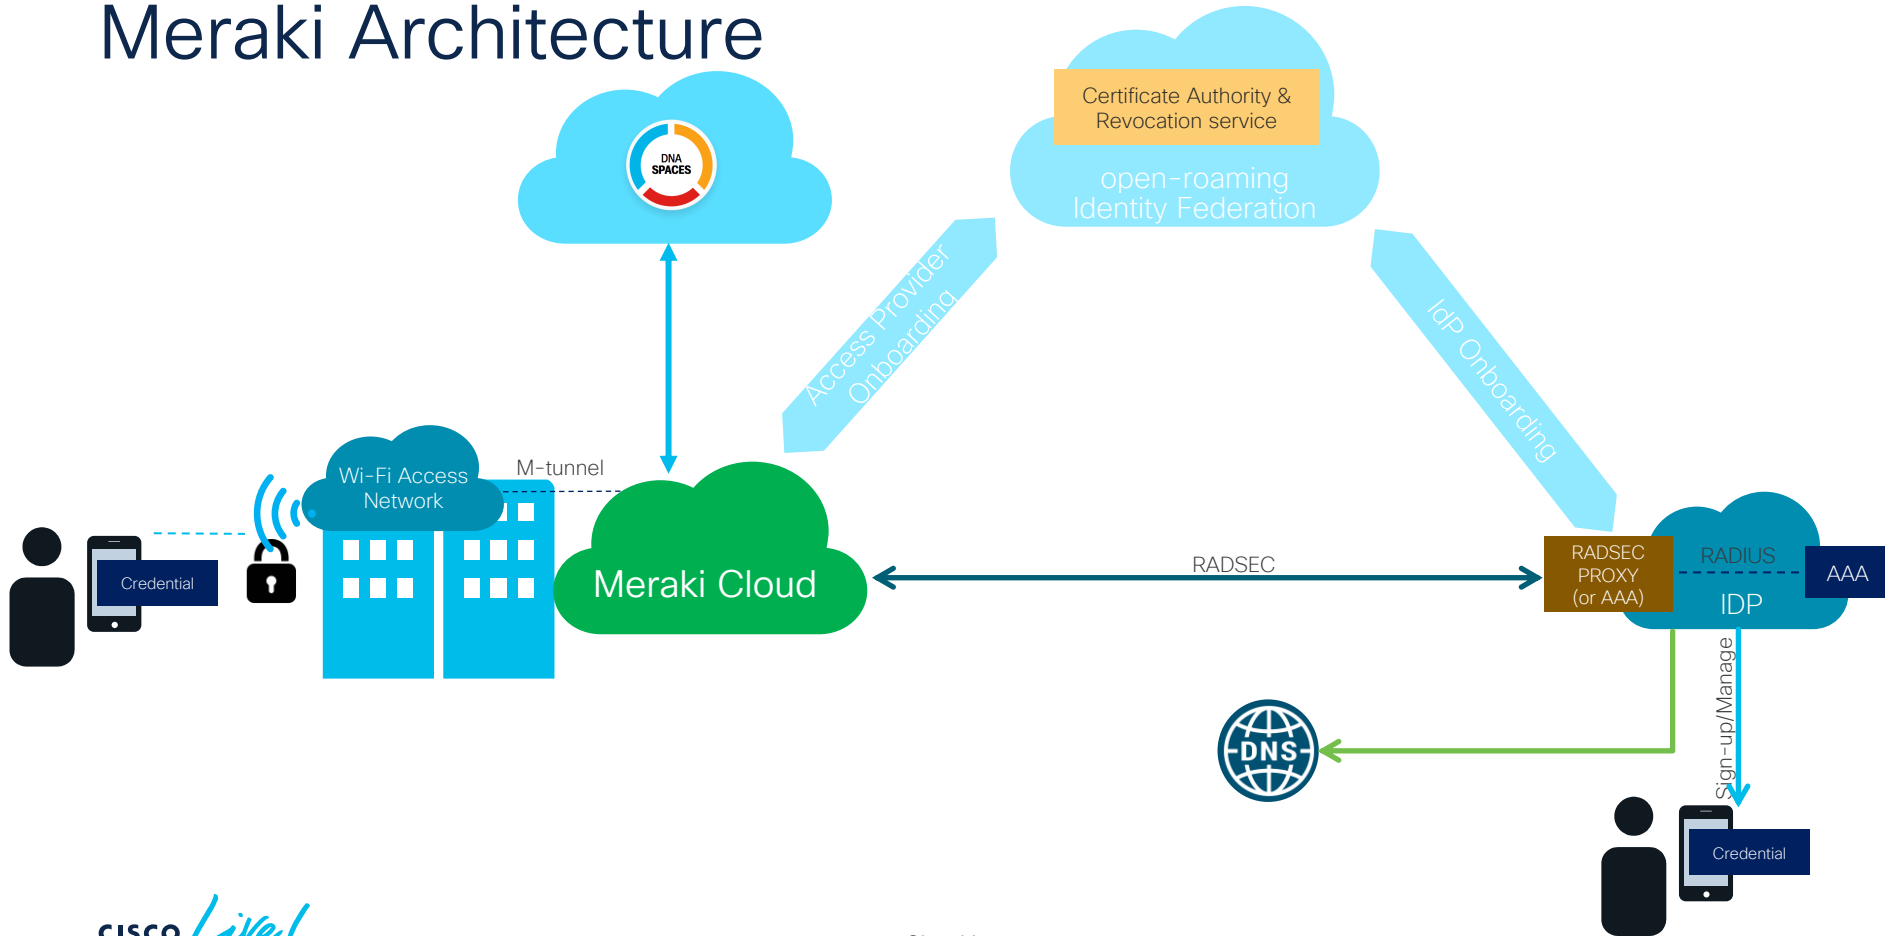 Meraki Architecture
Certificate Authority &
Revocation service
open-roaming
Identity Federation
DNA
SPACES
Access Provider
Onboarding
IdP Onboarding
Wi-Fi Access
Network
M-tunnel
Credential
Meraki Cloud
RADSEC
RADSEC
PROXY
(or AAA)
RADIUS
IDP
AAA
Sign-up/Manage
DNS
Credential
CISCO Live!